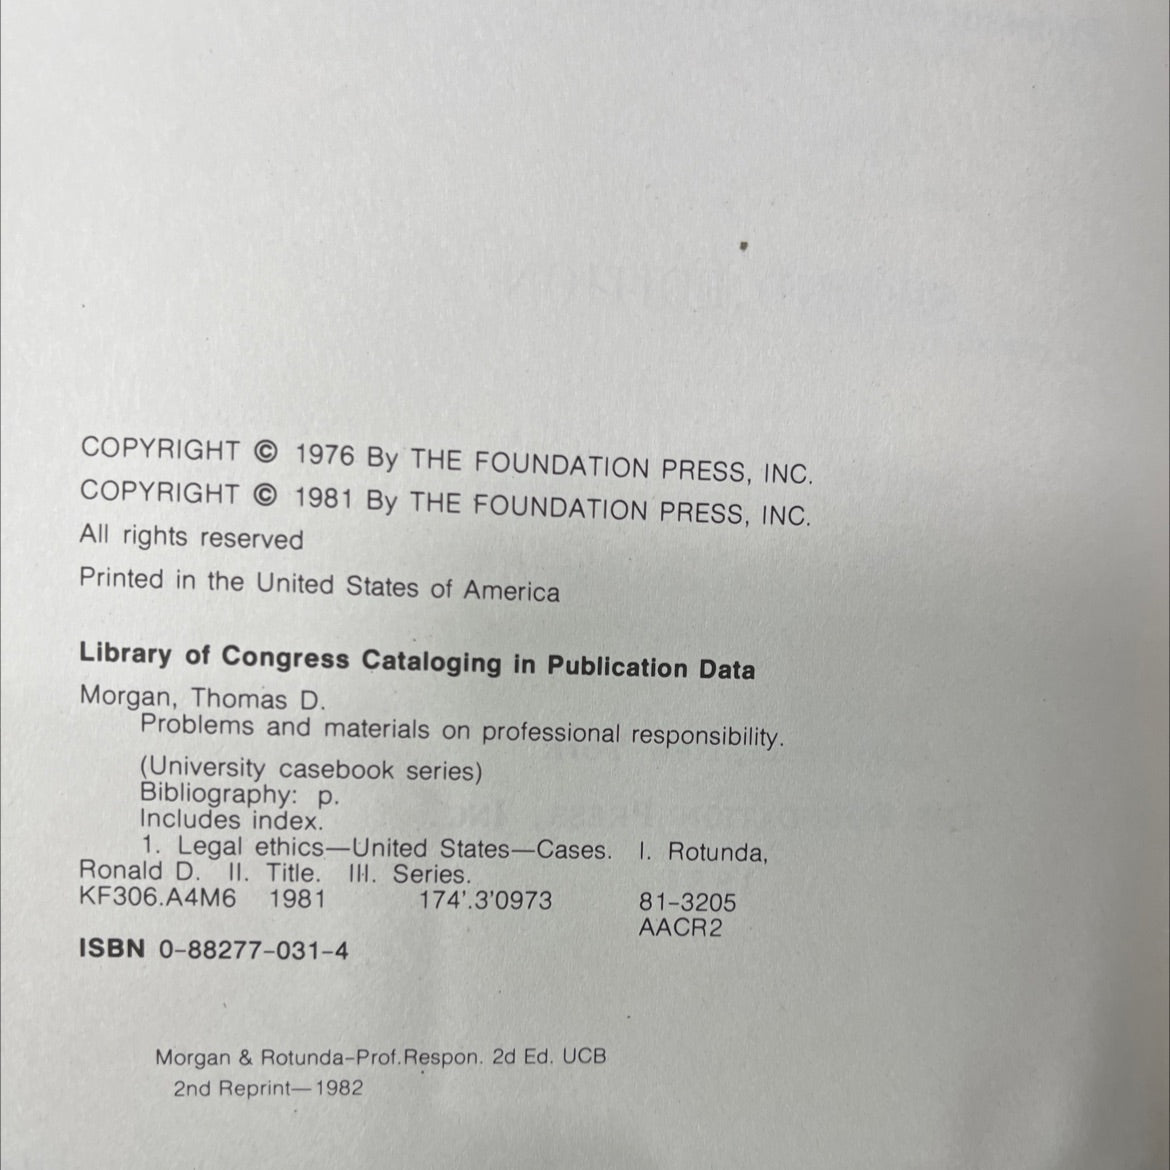 COPYRIGHT © 1976 By THE FOUNDATION PRESS, INC.
COPYRIGHT © 1981 By THE FOUNDATION PRESS, INC.
All rights reserved
Printed in the United States of America
Library of Congress Cataloging in Publication Data
Morgan, Thomas D.
Problems and materials on professional responsibility.
(University casebook series)
Bibliography: p.
Includes index.
1. Legal ethics—United States—Cases. I. Rotunda,
Ronald D. II. Title. III. Series.
KF306.A4M6 1981 174'.3'0973 81-3205
AACR2
ISBN 0-88277-031-4
Morgan & Rotunda-Prof.Respon. 2d Ed. UCB
2nd Reprint—1982